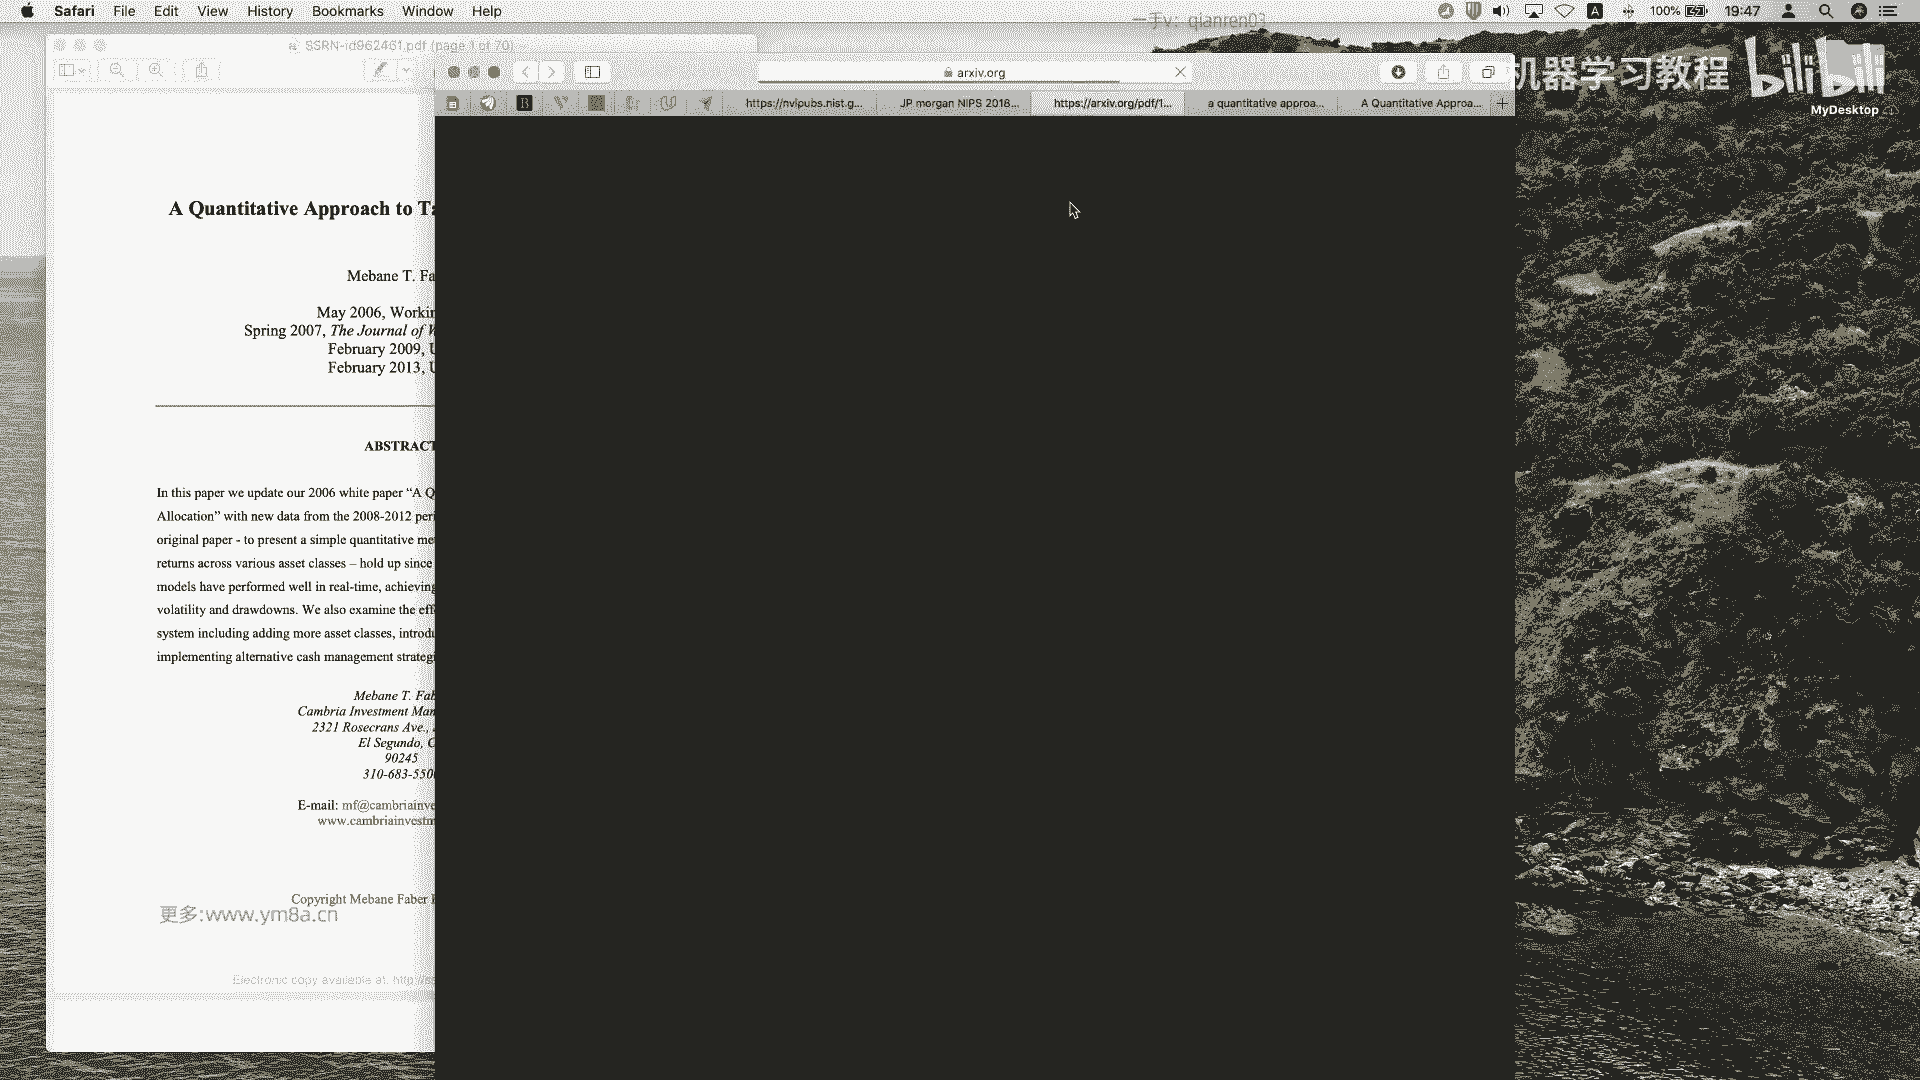 Safari File Edit View History Bookmarks Window Help
一手v: qianren03
A 100% 19:47
SSRN-id962461.pdf (page 1 of 70)
arxiv.org
机器学习教程 bilibili
MyDesktop
https://nvlpubs.nist.g...
JP morgan NIPS 2018...
https://arxiv.org/pdf/1...
a quantitative approa...
A Quantitative Approa...
A Quantitative Approach to Ta
Mebane T. Fa
May 2006, Workin
Spring 2007, The Journal of W
February 2009, U
February 2013, U
ABSTRACT
In this paper we update our 2006 white paper “A Q
Allocation” with new data from the 2008-2012 peri
original paper - to present a simple quantitative me
returns across various asset classes – hold up since
models have performed well in real-time, achieving
volatility and drawdowns. We also examine the eff
system including adding more asset classes, introdu
implementing alternative cash management strategi
Mebane T. Fab
Cambria Investment Man
2321 Rosecrans Ave.,
El Segundo, C
90245
310-683-550
E-mail: mf@cambriainve
www.cambriainvestm
Copyright Mebane Faber
更多:www.ym8a.cn
Electronic copy available at: http://ss